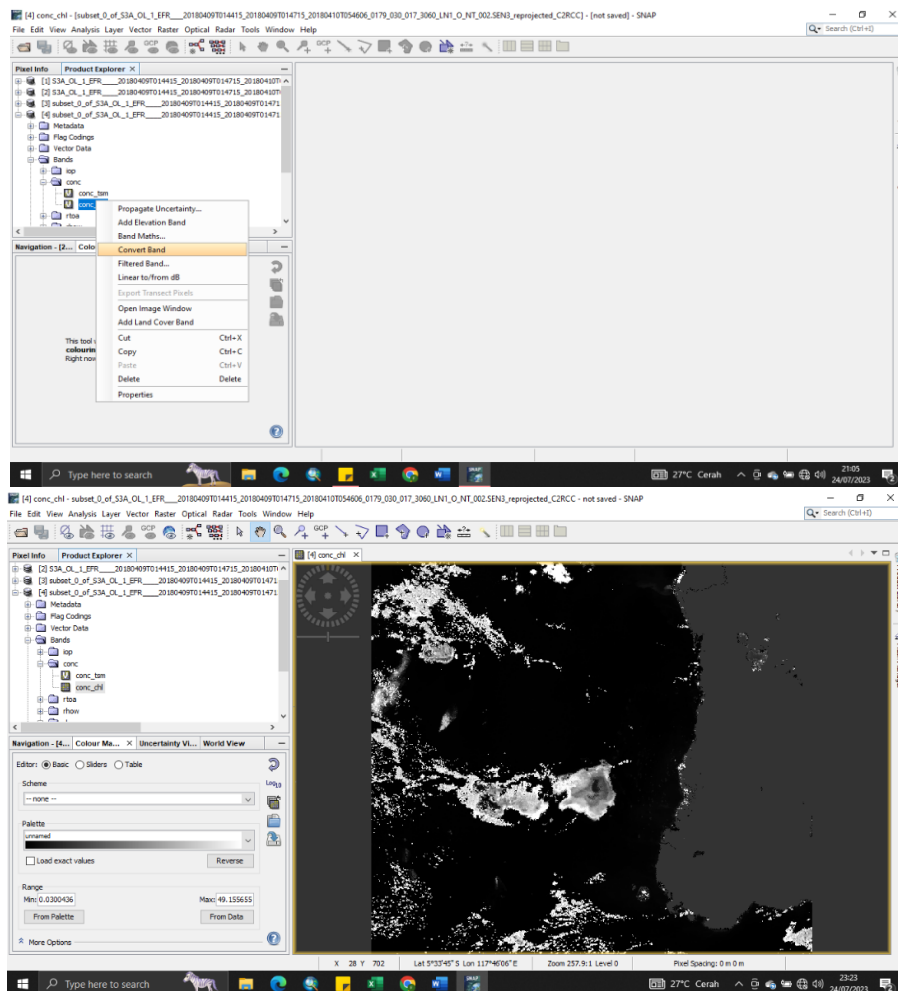 [4] conc_chl - [subset_0_of_S3A_OL_1_EFR____20180409T014415_20180409T014715_20180410T054606_0179_030_017_3060_LN1_O_NT_002.SEN3_reprojected_C2RCC] - [not saved] - SNAP
File Edit View Analysis Layer Vector Raster Optical Radar Tools Window Help
Search (Ctrl+I)
GCP
Pixel Info Product Explorer ×
[1] S3A_OL_1_EFR____20180409T014415_20180409T014715_20180410T
[2] S3A_OL_1_EFR____20180409T014415_20180409T014715_20180410T
[3] subset_0_of_S3A_OL_1_EFR____20180409T014415_20180409T01471
[4] subset_0_of_S3A_OL_1_EFR____20180409T014415_20180409T01471
Metadata
Flag Codings
Vector Data
Bands
iop
conc
conc_tsm
conc_
rtoa
Propagate Uncertainty...
Add Elevation Band
Band Maths...
Convert Band
Filtered Band...
Linear to/from dB
Export Transect Pixels
Open Image Window
Add Land Cover Band
Cut Ctrl+X
Copy Ctrl+C
Paste Ctrl+V
Delete Delete
Properties
Navigation - [2... Colo
This tool
colourin
Right now
Type here to search
27°C Cerah
21:05
24/07/2023
[4] conc_chl - subset_0_of_S3A_OL_1_EFR____20180409T014415_20180409T014715_20180410T054606_0179_030_017_3060_LN1_O_NT_002.SEN3_reprojected_C2RCC - not saved - SNAP
File Edit View Analysis Layer Vector Raster Optical Radar Tools Window Help
Search (Ctrl+I)
GCP
Pixel Info Product Explorer ×
[4] conc_chl ×
[2] S3A_OL_1_EFR____20180409T014415_20180409T014715_20180410T
[3] subset_0_of_S3A_OL_1_EFR____20180409T014415_20180409T01471
[4] subset_0_of_S3A_OL_1_EFR____20180409T014415_20180409T01471
Metadata
Flag Codings
Vector Data
Bands
iop
conc
conc_tsm
conc_chl
rtoa
rhow
Navigation - [4... Colour Ma... × Uncertainty Vi... World View
Editor: Basic Sliders Table
Scheme
-- none --
Log10
Palette
unnamed
Load exact values Reverse
Range
Min: 0.0300436 Max: 49.155655
From Palette From Data
More Options
X 28 Y 702 Lat 5°33'45" S Lon 117°46'06" E Zoom 257.9:1 Level 0 Pixel Spacing: 0 m 0 m
Type here to search
27°C Cerah
23:23
24/07/2023